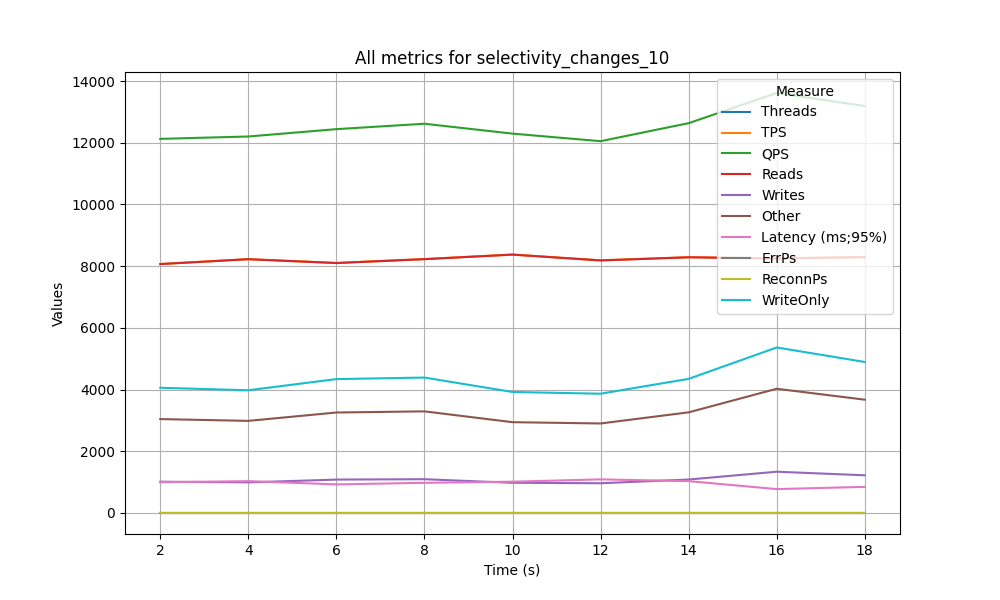 All metrics for selectivity_changes_10
Values
14000
12000
10000
8000
6000
4000
2000
0
Measure
Threads
TPS
QPS
Reads
Writes
Other
Latency (ms;95%)
ErrPs
ReconnPs
WriteOnly
2 4 6 8 10 12 14 16 18
Time (s)